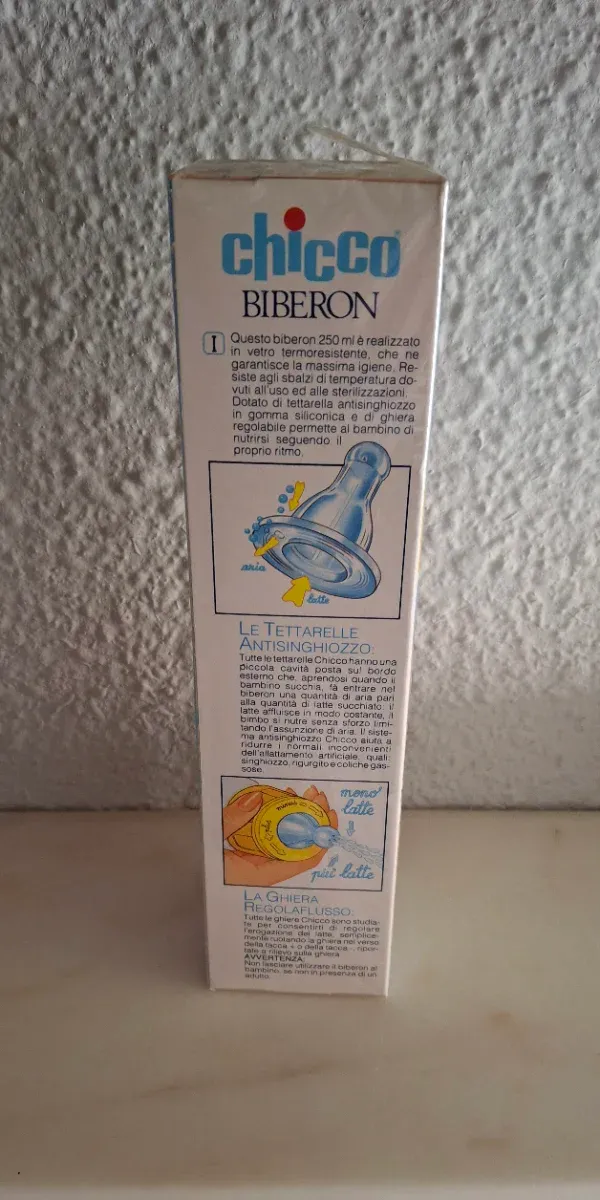 chicco
BIBERON
I
Questo biberon 250 ml è realizzato
in vetro termoresistente, che ne
garantisce la massima igiene. Re-
siste agli sbalzi di temperatura do-
vuti all'uso ed alle sterilizzazioni.
Dotato di tettarella antisinghiozzo
in gomma siliconica e di ghiera
regolabile permette al bambino di
nutrirsi seguendo il
proprio ritmo.
aria
latte
LE TETTARELLE
ANTISINGHIOZZO:
Tutte le tettarelle Chicco hanno una
piccola cavità posta sul bordo
esterno che, aprendosi quando il
bambino succhia, fà entrare nel
biberon una quantità di aria pari
alla quantità di latte succhiato: il
latte affluisce in modo costante, il
bimbo si nutre senza sforzo limi-
tando l'assunzione di aria. Il siste-
ma antisinghiozzo Chicco aiuta a
ridurre i normali inconvenienti
dell'allattamento artificiale, quali:
singhiozzo, rigurgito e coliche gas-
sose.
meno
latte
più latte
LA GHIERA
REGOLAFLUSSO:
Tutte le ghiere Chicco sono studia-
te per consentirti di regolare
l'erogazione del latte, semplice-
mente ruotando la ghiera nel verso
della tacca + o della tacca -, ripor-
tate a rilievo sulla ghiera.
AVVERTENZA:
Non lasciare utilizzare il biberon al
bambino, se non in presenza di un
adulto.